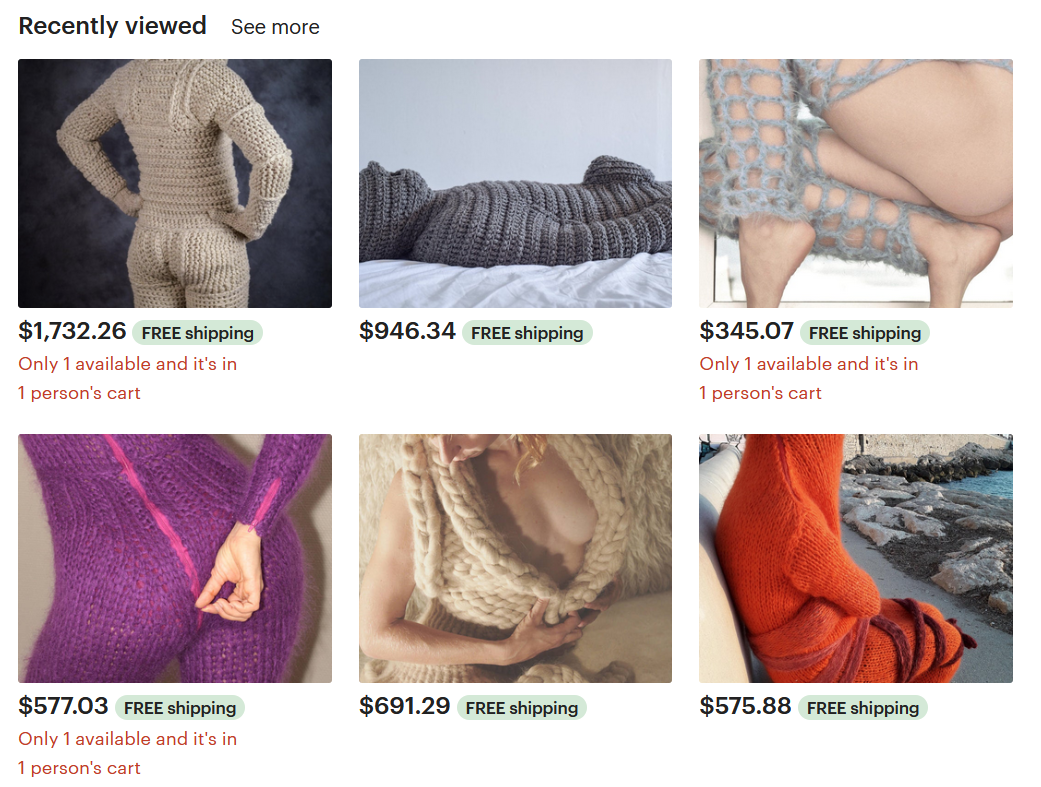 Recently viewed See more
$1,732.26 FREE shipping
Only 1 available and it's in
1 person's cart
$946.34 FREE shipping
$345.07 FREE shipping
Only 1 available and it's in
1 person's cart
$577.03 FREE shipping
Only 1 available and it's in
1 person's cart
$691.29 FREE shipping
$575.88 FREE shipping